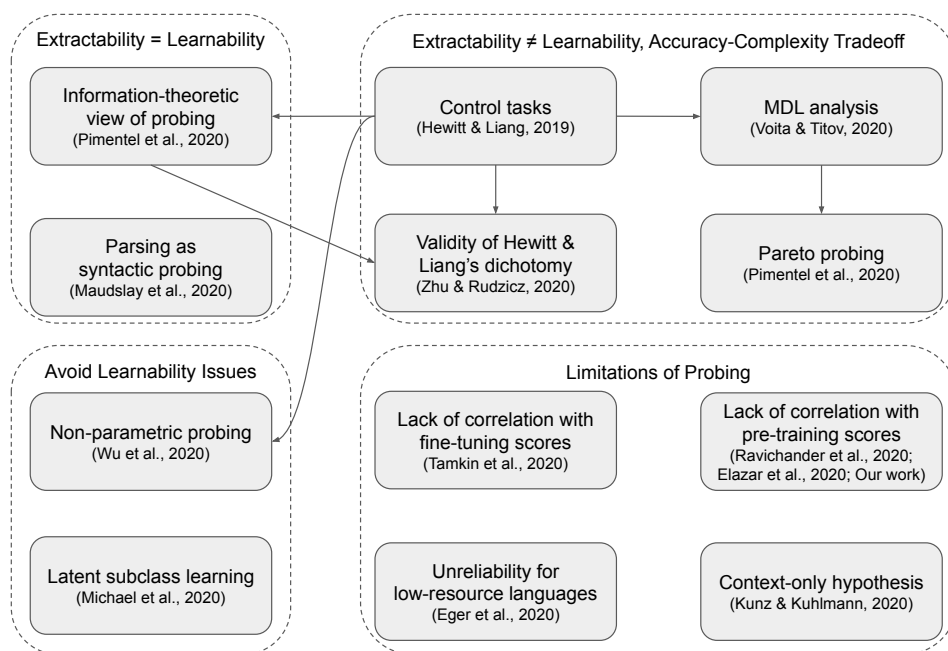 Extractability = Learnability
Information-theoretic
view of probing
(Pimentel et al., 2020)
Parsing as
syntactic probing
(Maudslay et al., 2020)
Extractability ≠ Learnability, Accuracy-Complexity Tradeoff
Control tasks
(Hewitt & Liang, 2019)
MDL analysis
(Voita & Titov, 2020)
Validity of Hewitt &
Liang's dichotomy
(Zhu & Rudzicz, 2020)
Pareto probing
(Pimentel et al., 2020)
Avoid Learnability Issues
Non-parametric probing
(Wu et al., 2020)
Latent subclass learning
(Michael et al., 2020)
Limitations of Probing
Lack of correlation with
fine-tuning scores
(Tamkin et al., 2020)
Lack of correlation with
pre-training scores
(Ravichander et al., 2020;
Elazar et al., 2020; Our work)
Unreliability for
low-resource languages
(Eger et al., 2020)
Context-only hypothesis
(Kunz & Kuhlmann, 2020)